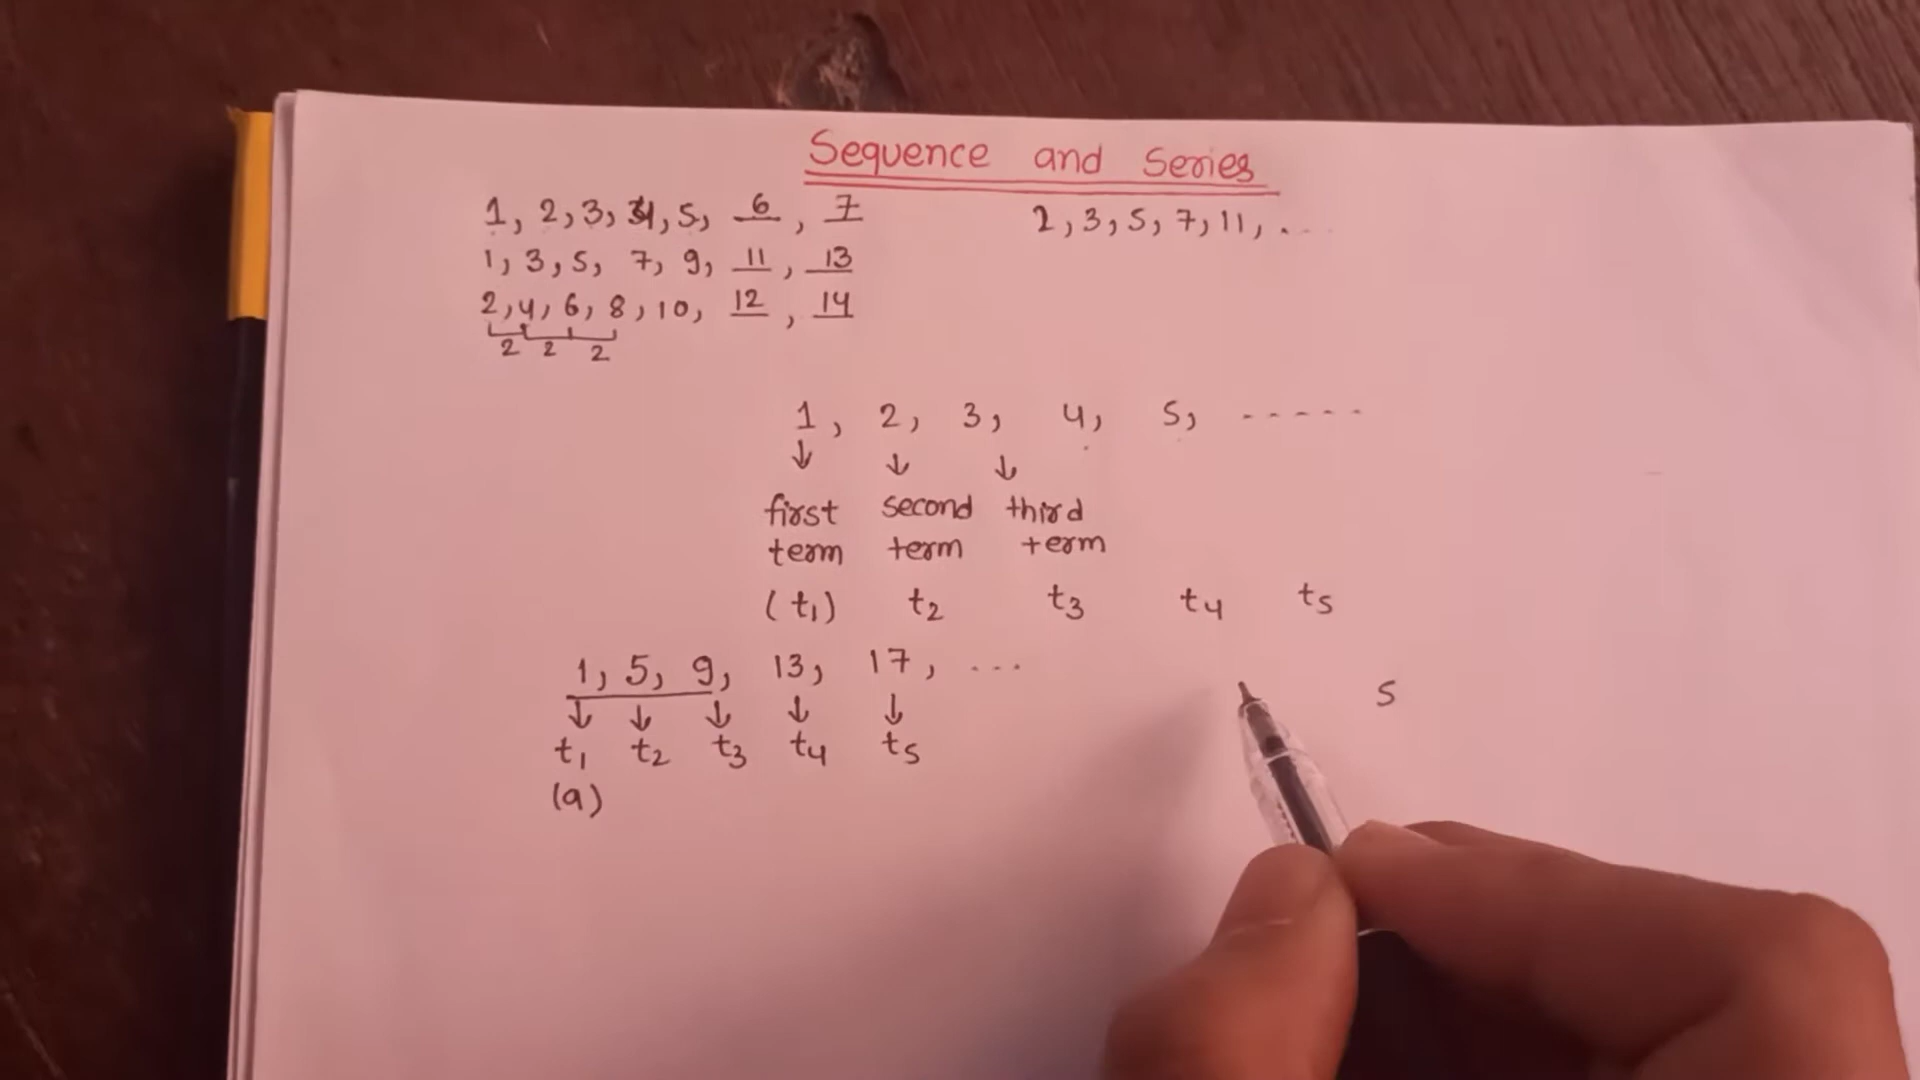 Sequence and Series
1, 2, 3, 4, 5, 6, 7
2, 3, 5, 7, 11, ....
1, 3, 5, 7, 9, 11, 13
2, 4, 6, 8, 10, 12, 14
2 2 2
1, 2, 3, 4, 5, -----
↓ ↓ ↓
first second third
term term term
(t₁) t₂ t₃ t₄ t₅
1, 5, 9, 13, 17, ...
S
↓ ↓ ↓ ↓ ↓
t₁ t₂ t₃ t₄ t₅
(a)